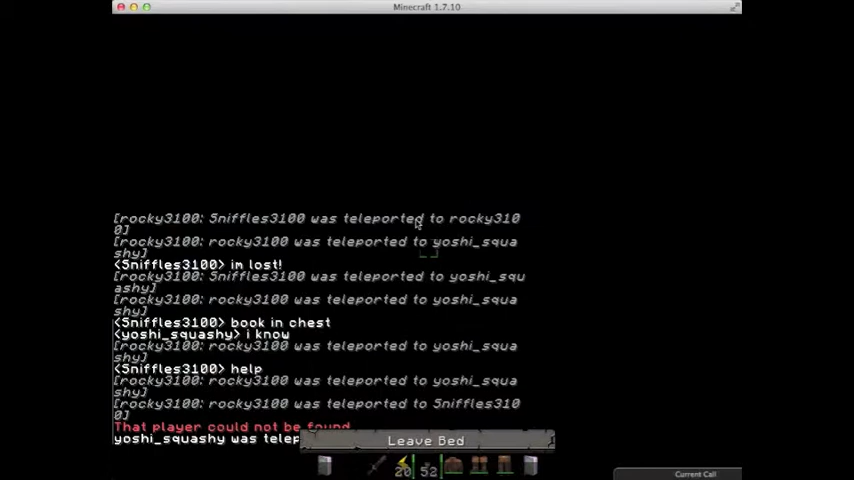 Minecraft 1.7.10
[rocky3100: Sniffles3100 was teleported to rocky310
0]
[rocky3100: rocky3100 was teleported to yoshi_squa
shy]
<Sniffles3100> im lost!
[rocky3100: Sniffles3100 was teleported to yoshi_squ
ashy]
[rocky3100: rocky3100 was teleported to yoshi_squa
shy]
<Sniffles3100> book in chest
<yoshi_squashy> i know
[rocky3100: rocky3100 was teleported to yoshi_squa
shy]
<Sniffles3100> help
[rocky3100: rocky3100 was teleported to yoshi_squa
shy]
[rocky3100: rocky3100 was teleported to Sniffles310
0]
That player could not be found
yoshi_squashy was telep
Leave Bed
20 52
Current Call